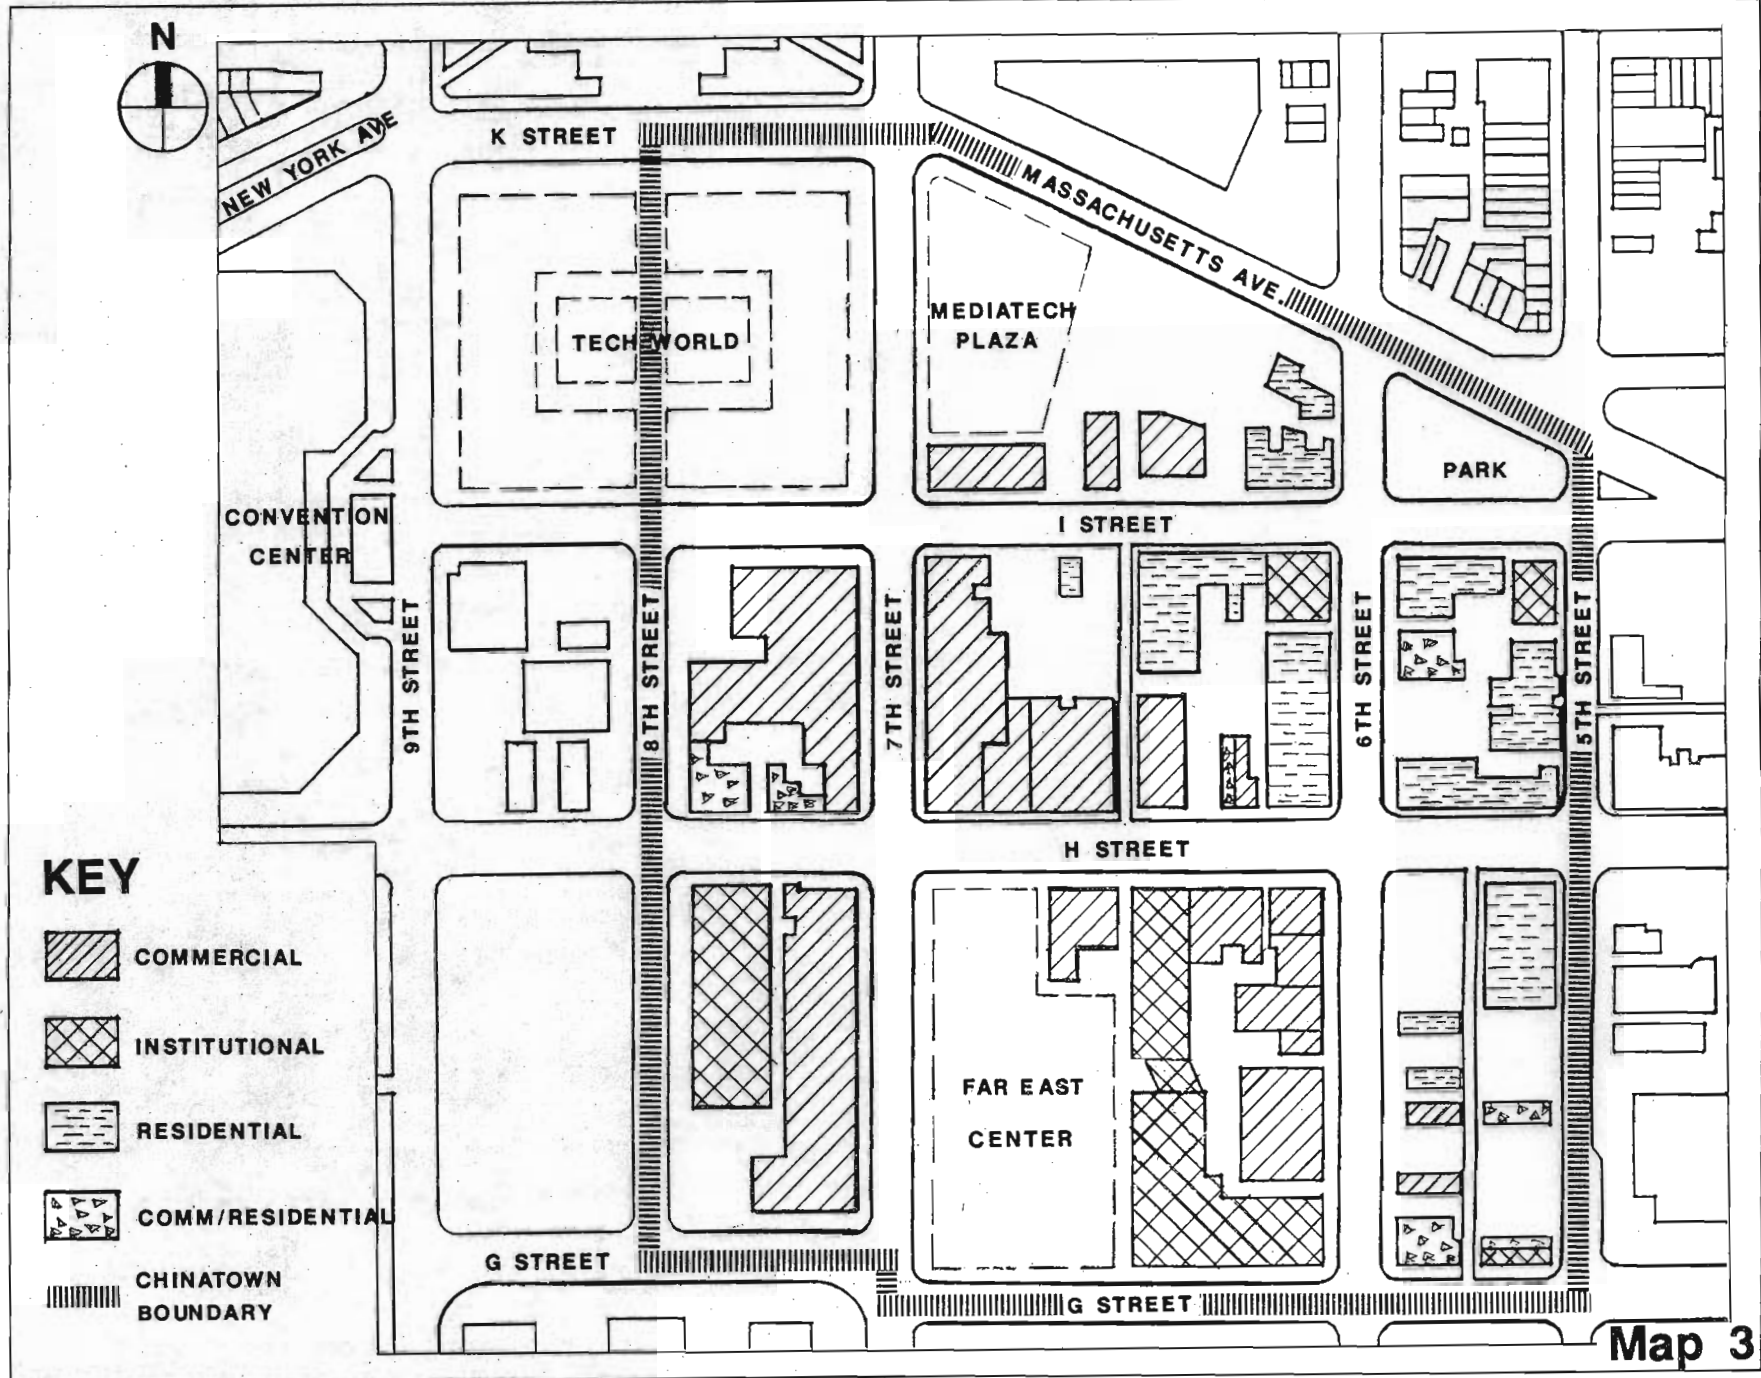 N
K STREET
NEW YORK AVE
MASSACHUSETTS AVE.
MEDIATECH
PLAZA
TECH WORLD
PARK
CONVENTION
CENTER
I STREET
9TH STREET
8TH STREET
7TH STREET
6TH STREET
5TH STREET
H STREET
KEY
COMMERCIAL
INSTITUTIONAL
RESIDENTIAL
COMM/RESIDENTIAL
CHINATOWN
BOUNDARY
FAR EAST
CENTER
G STREET
G STREET
Map 3